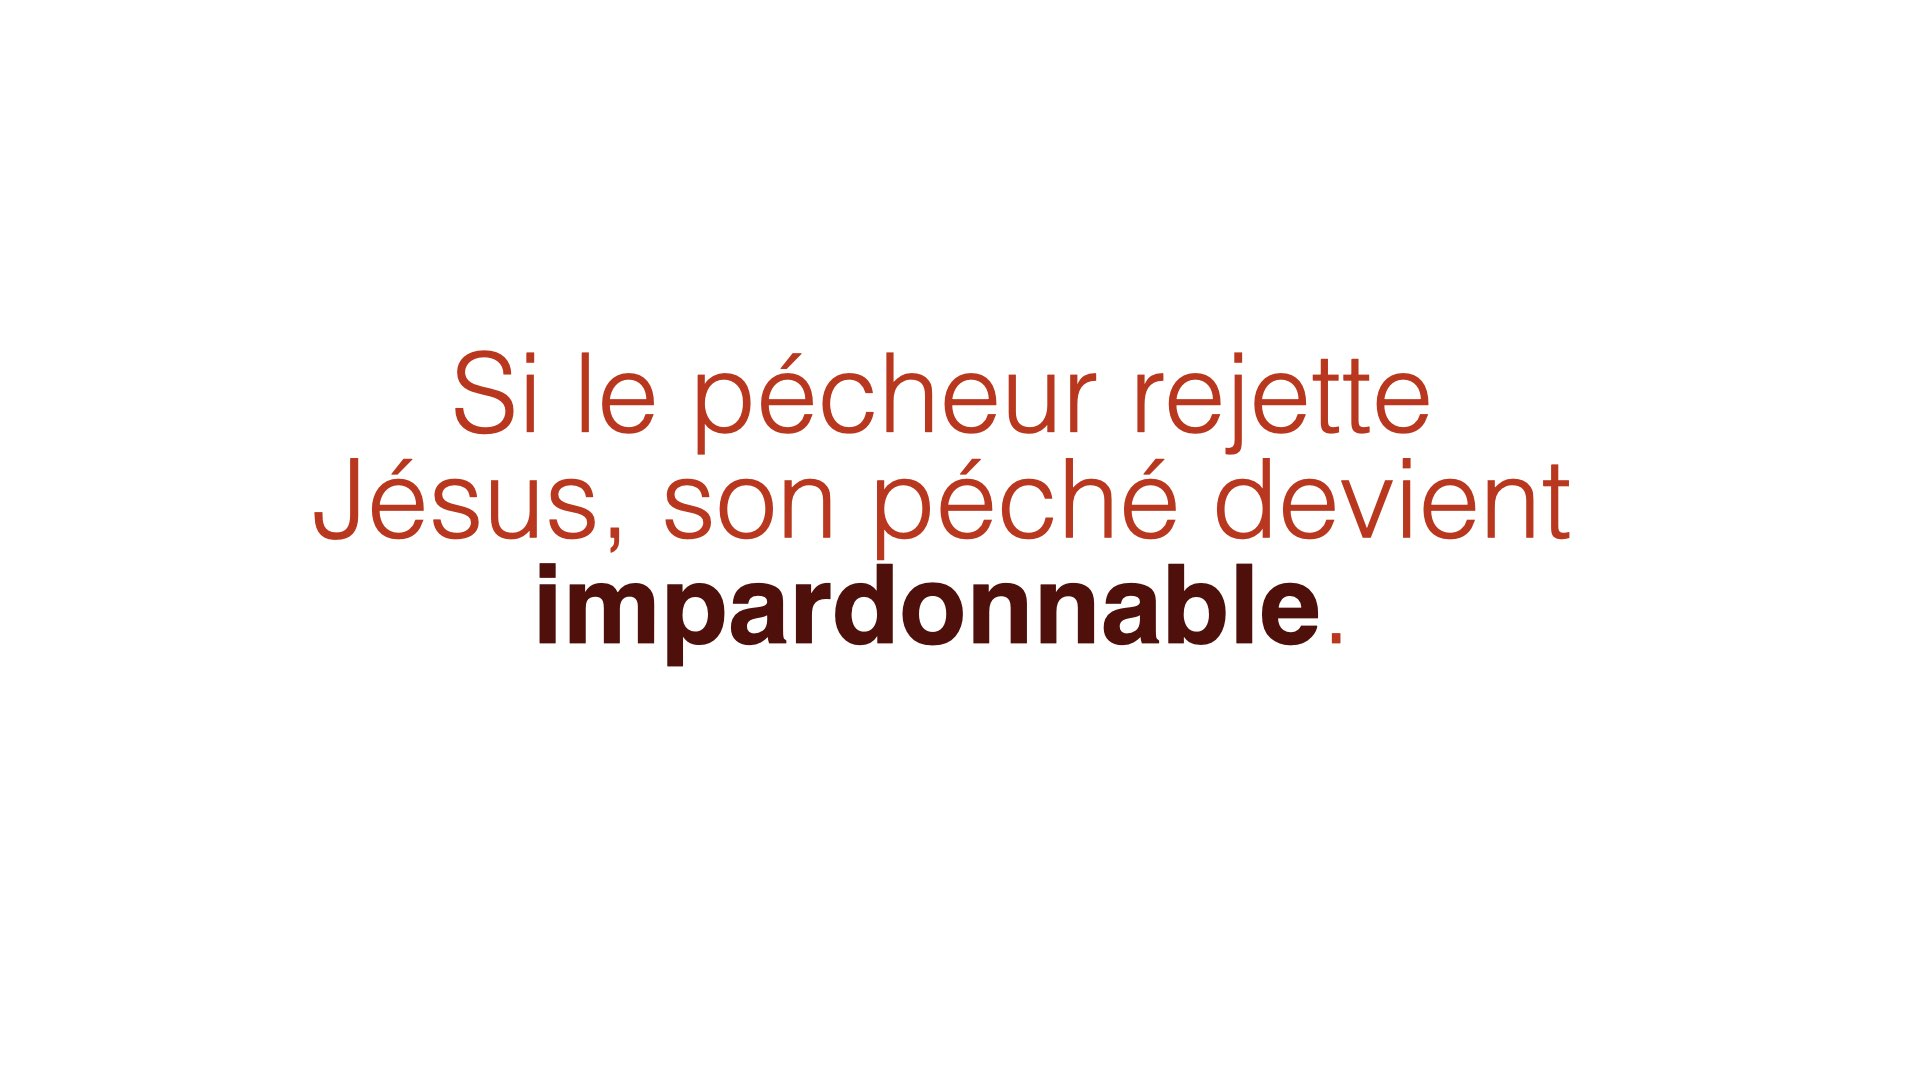 Si le pécheur rejette
Jésus, son péché devient
impardonnable.